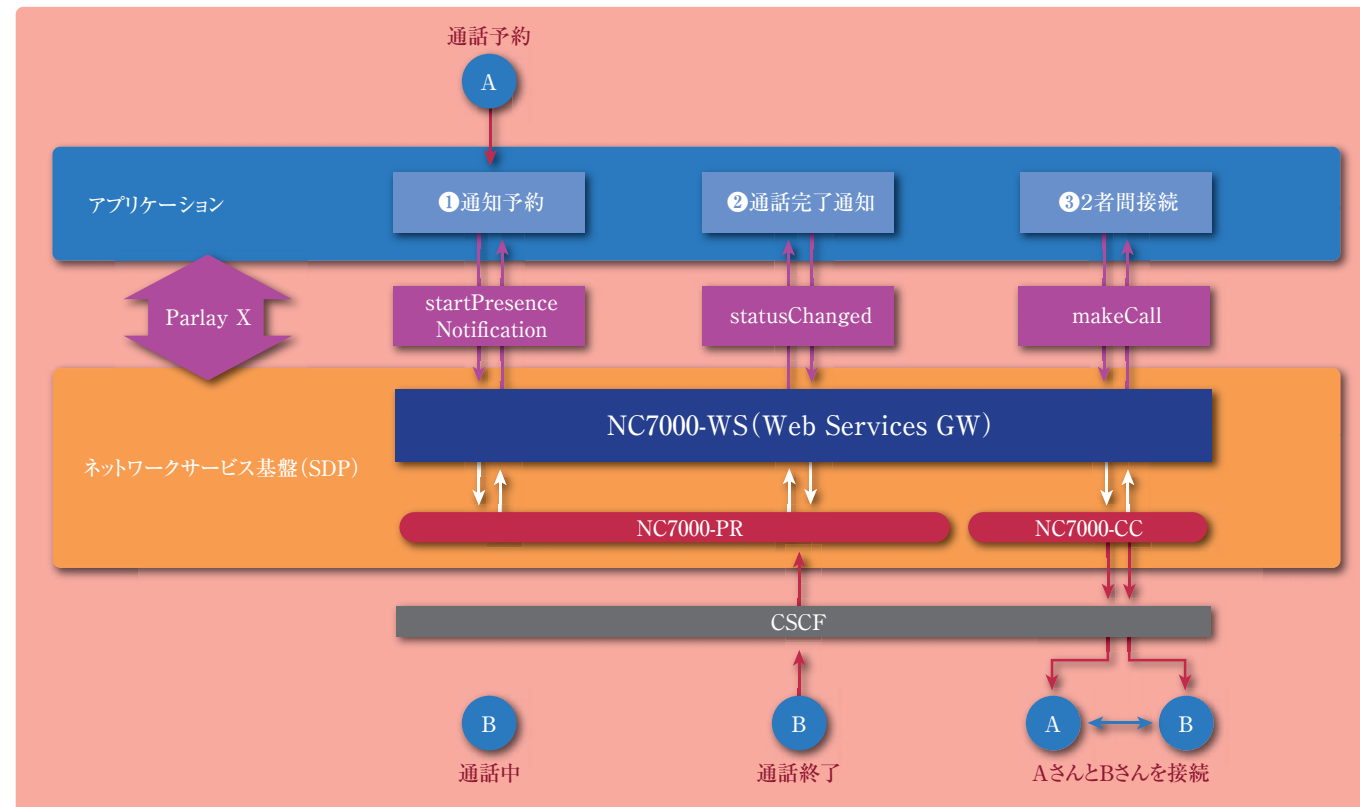 通話予約
A
アプリケーション
❶通知予約
❷通話完了通知
❸2者間接続
Parlay X
startPresence
Notification
statusChanged
makeCall
NC7000-WS(Web Services GW)
ネットワークサービス基盤(SDP)
NC7000-PR
NC7000-CC
CSCF
B
B
A
B
通話中
通話終了
AさんとBさんを接続